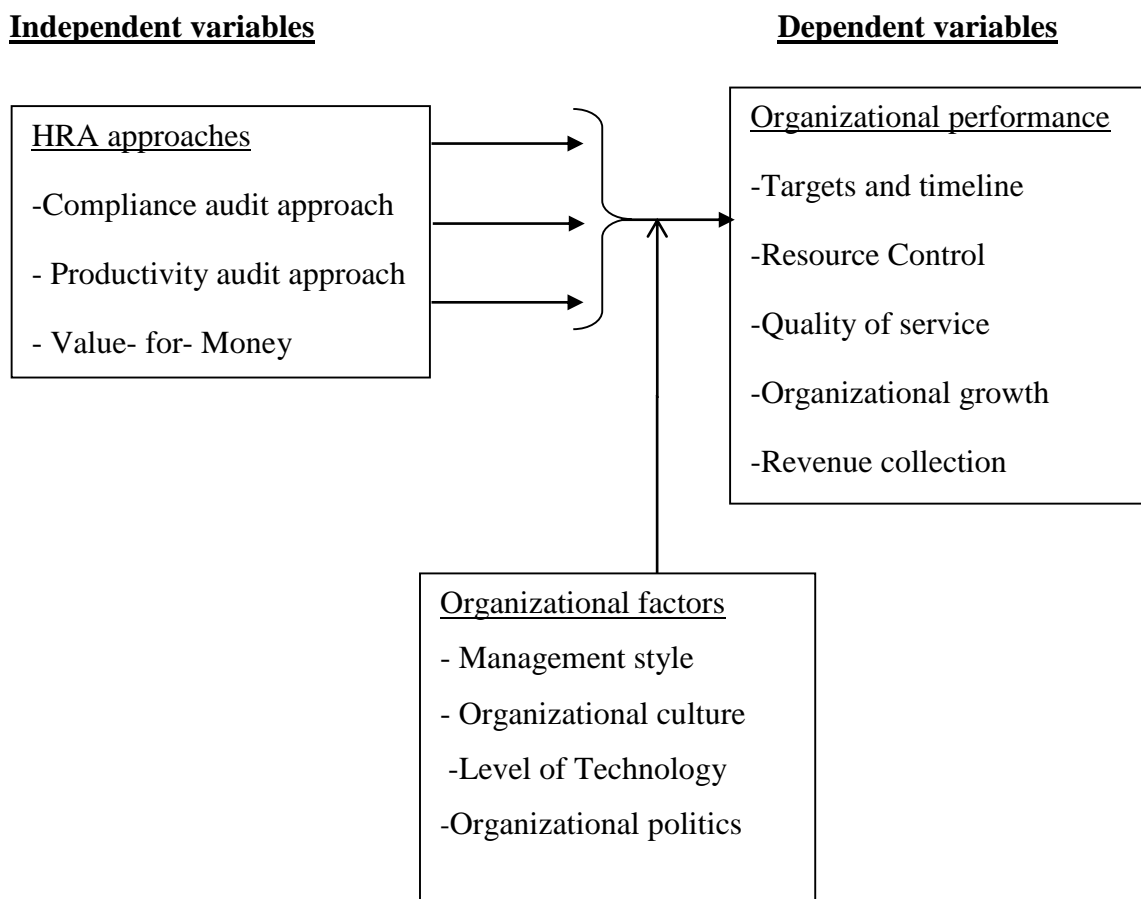 Independent variables
Dependent variables
HRA approaches
-Compliance audit approach
- Productivity audit approach
- Value- for- Money
Organizational performance
-Targets and timeline
-Resource Control
-Quality of service
-Organizational growth
-Revenue collection
Organizational factors
- Management style
- Organizational culture
-Level of Technology
-Organizational politics